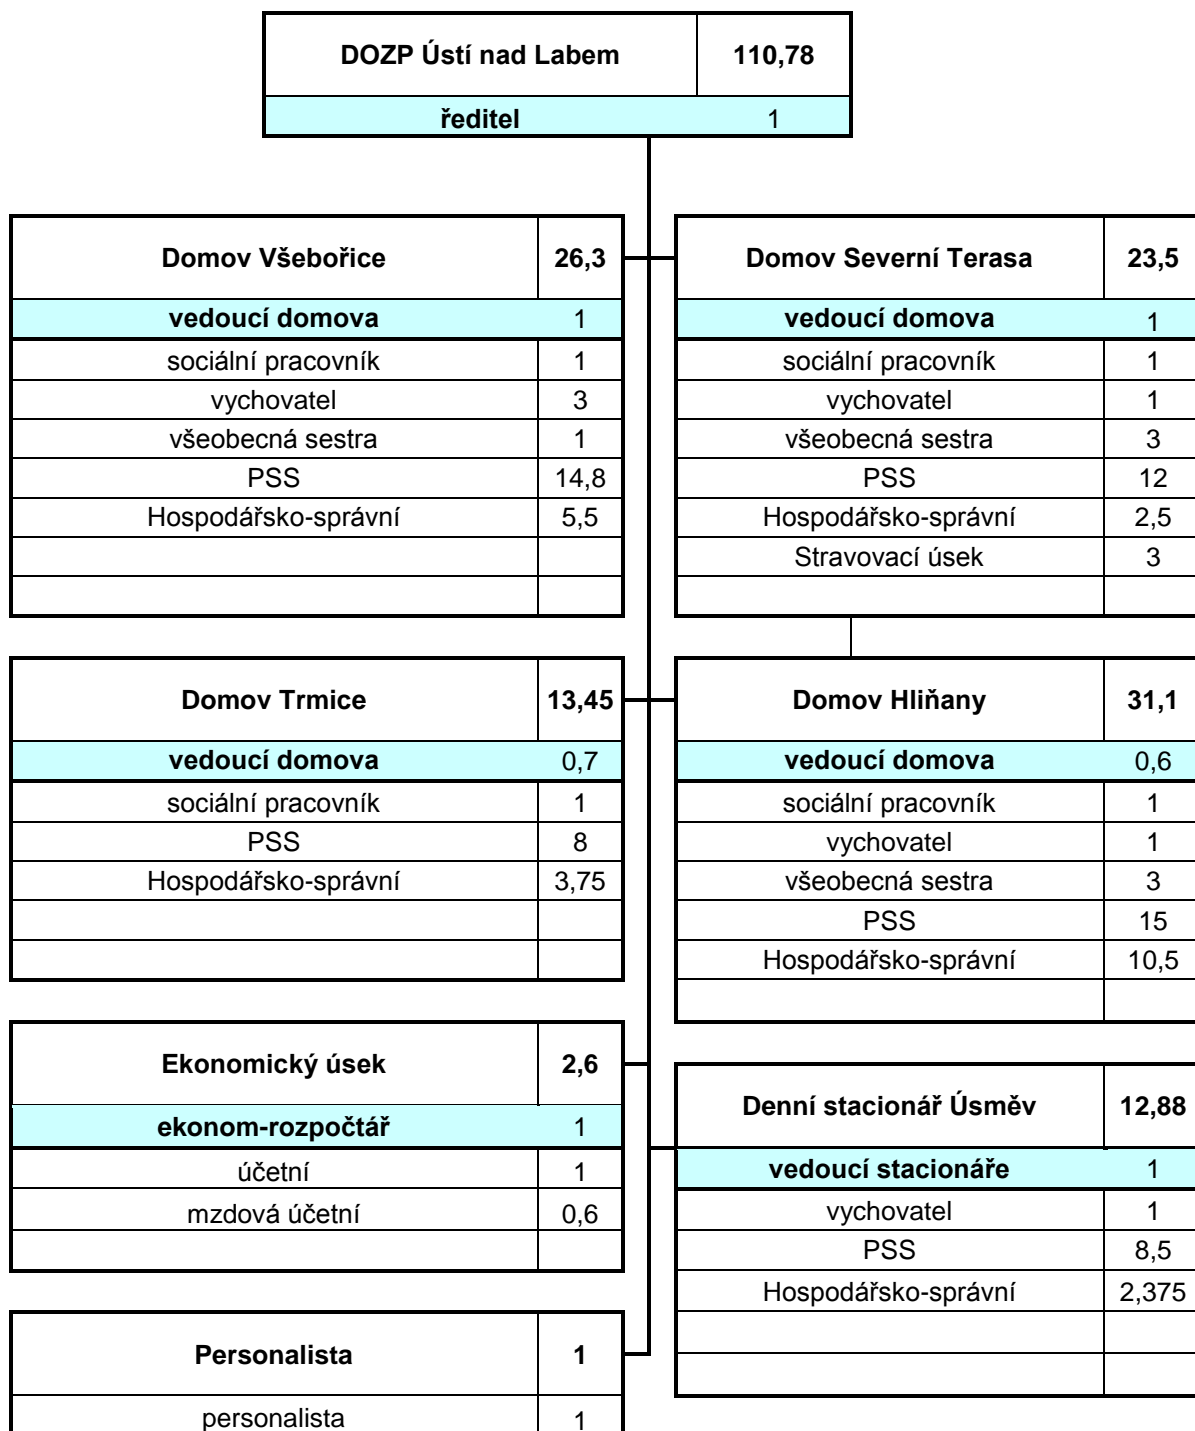 DOZP Ústí nad Labem 110,78
ředitel 1
Domov Všebořice 26,3
vedoucí domova 1
sociální pracovník 1
vychovatel 3
všeobecná sestra 1
PSS 14,8
Hospodářsko-správní 5,5
Domov Severní Terasa 23,5
vedoucí domova 1
sociální pracovník 1
vychovatel 1
všeobecná sestra 3
PSS 12
Hospodářsko-správní 2,5
Stravovací úsek 3
Domov Trmice 13,45
vedoucí domova 0,7
sociální pracovník 1
PSS 8
Hospodářsko-správní 3,75
Domov Hliňany 31,1
vedoucí domova 0,6
sociální pracovník 1
vychovatel 1
všeobecná sestra 3
PSS 15
Hospodářsko-správní 10,5
Ekonomický úsek 2,6
ekonom-rozpočtář 1
účetní 1
mzdová účetní 0,6
Denní stacionář Úsměv 12,88
vedoucí stacionáře 1
vychovatel 1
PSS 8,5
Hospodářsko-správní 2,375
Personalista 1
personalista 1